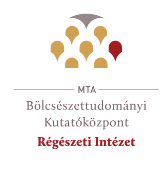 MTA
Bölcsészettudományi
Kutatóközpont
Régészeti Intézet